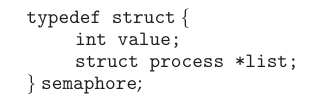 typedef struct {
int value;
struct process *list;
} semaphore;